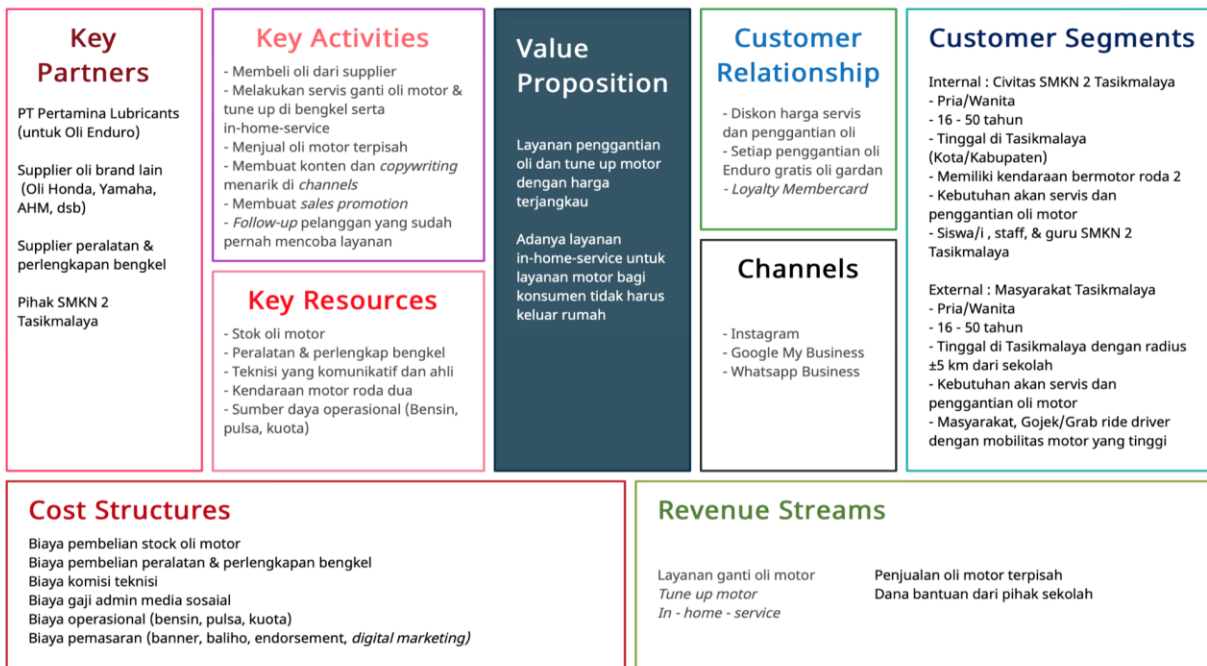 Key
Partners
PT Pertamina Lubricants
(untuk Oli Enduro)
Supplier oli brand lain
(Oli Honda, Yamaha,
AHM, dsb)
Supplier peralatan &
perlengkapan bengkel
Pihak SMKN 2
Tasikmalaya
Key Activities
- Membeli oli dari supplier
- Melakukan servis ganti oli motor &
tune up di bengkel serta
in-home-service
- Menjual oli motor terpisah
- Membuat konten dan copywriting
menarik di channels
- Membuat sales promotion
- Follow-up pelanggan yang sudah
pernah mencoba layanan
Key Resources
- Stok oli motor
- Peralatan & perlengkap bengkel
- Teknisi yang komunikatif dan ahli
- Kendaraan motor roda dua
- Sumber daya operasional (Bensin,
pulsa, kuota)
Value
Proposition
Layanan penggantian
oli dan tune up motor
dengan harga
terjangkau
Adanya layanan
in-home-service untuk
layanan motor bagi
konsumen tidak harus
keluar rumah
Customer
Relationship
- Diskon harga servis
dan penggantian oli
- Setiap penggantian oli
Enduro gratis oli gardan
- Loyalty Membercard
Channels
- Instagram
- Google My Business
- Whatsapp Business
Customer Segments
Internal : Civitas SMKN 2 Tasikmalaya
- Pria/Wanita
- 16 - 50 tahun
- Tinggal di Tasikmalaya
(Kota/Kabupaten)
- Memiliki kendaraan bermotor roda 2
- Kebutuhan akan servis dan
penggantian oli motor
- Siswa/i , staff, & guru SMKN 2
Tasikmalaya
External : Masyarakat Tasikmalaya
- Pria/Wanita
- 16 - 50 tahun
- Tinggal di Tasikmalaya dengan radius
±5 km dari sekolah
- Kebutuhan akan servis dan
penggantian oli motor
- Masyarakat, Gojek/Grab ride driver
dengan mobilitas motor yang tinggi
Cost Structures
Biaya pembelian stock oli motor
Biaya pembelian peralatan & perlengkapan bengkel
Biaya komisi teknisi
Biaya gaji admin media sosaial
Biaya operasional (bensin, pulsa, kuota)
Biaya pemasaran (banner, baliho, endorsement, digital marketing)
Revenue Streams
Layanan ganti oli motor
Tune up motor
In - home - service
Penjualan oli motor terpisah
Dana bantuan dari pihak sekolah